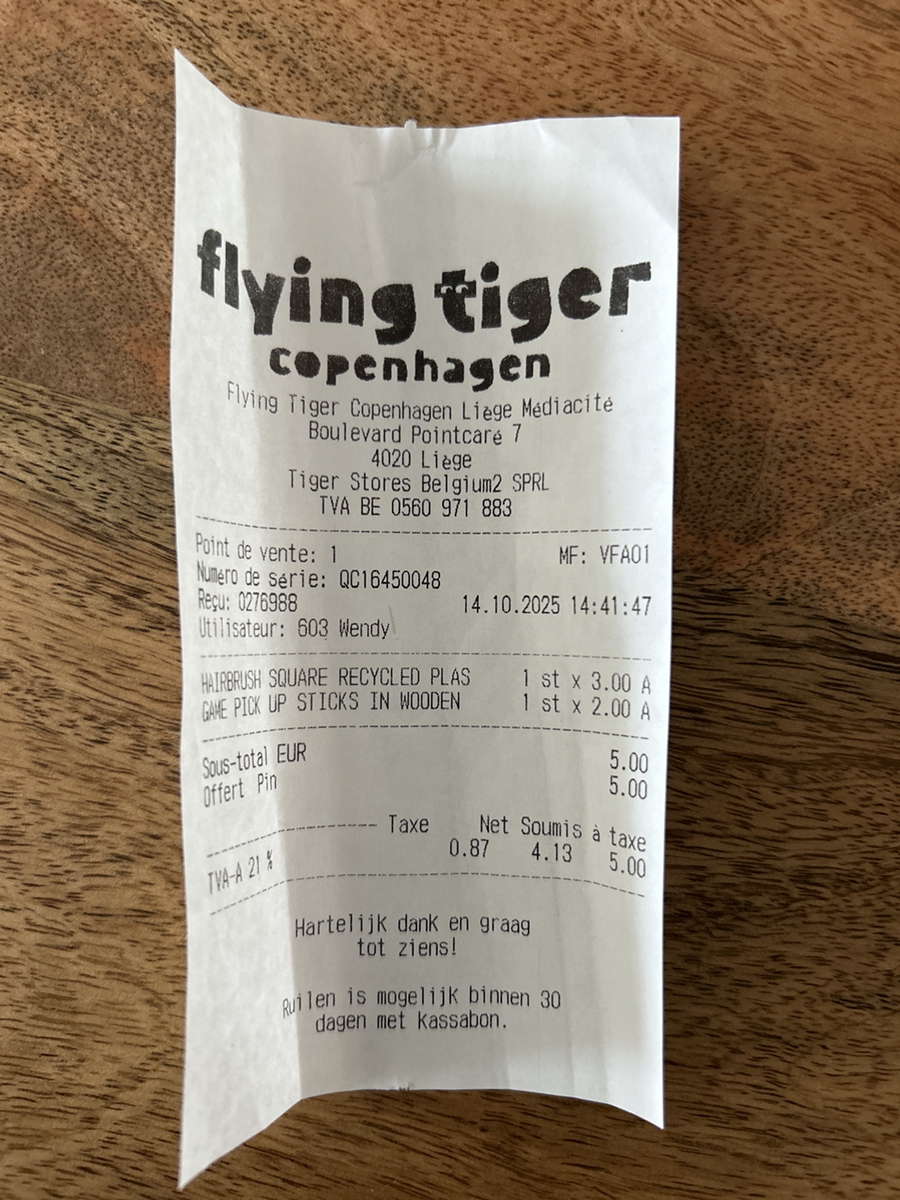 flying tiger
copenhagen
Flying Tiger Copenhagen Liège Médiacité
Boulevard Pointcaré 7
4020 Liège
Tiger Stores Belgium2 SPRL
TVA BE 0560 971 883
Point de vente: 1 MF: VFA01
Numéro de série: QC16450048
Reçu: 0276988 14.10.2025 14:41:47
Utilisateur: 603 Wendy
HAIRBRUSH SQUARE RECYCLED PLAS 1 st x 3.00 A
GAME PICK UP STICKS IN WOODEN 1 st x 2.00 A
Sous-total EUR 5.00
Offert Pin 5.00
Taxe Net Soumis à taxe
TVA-A 21 % 0.87 4.13 5.00
Hartelijk dank en graag
tot ziens!
Ruilen is mogelijk binnen 30
dagen met kassabon.